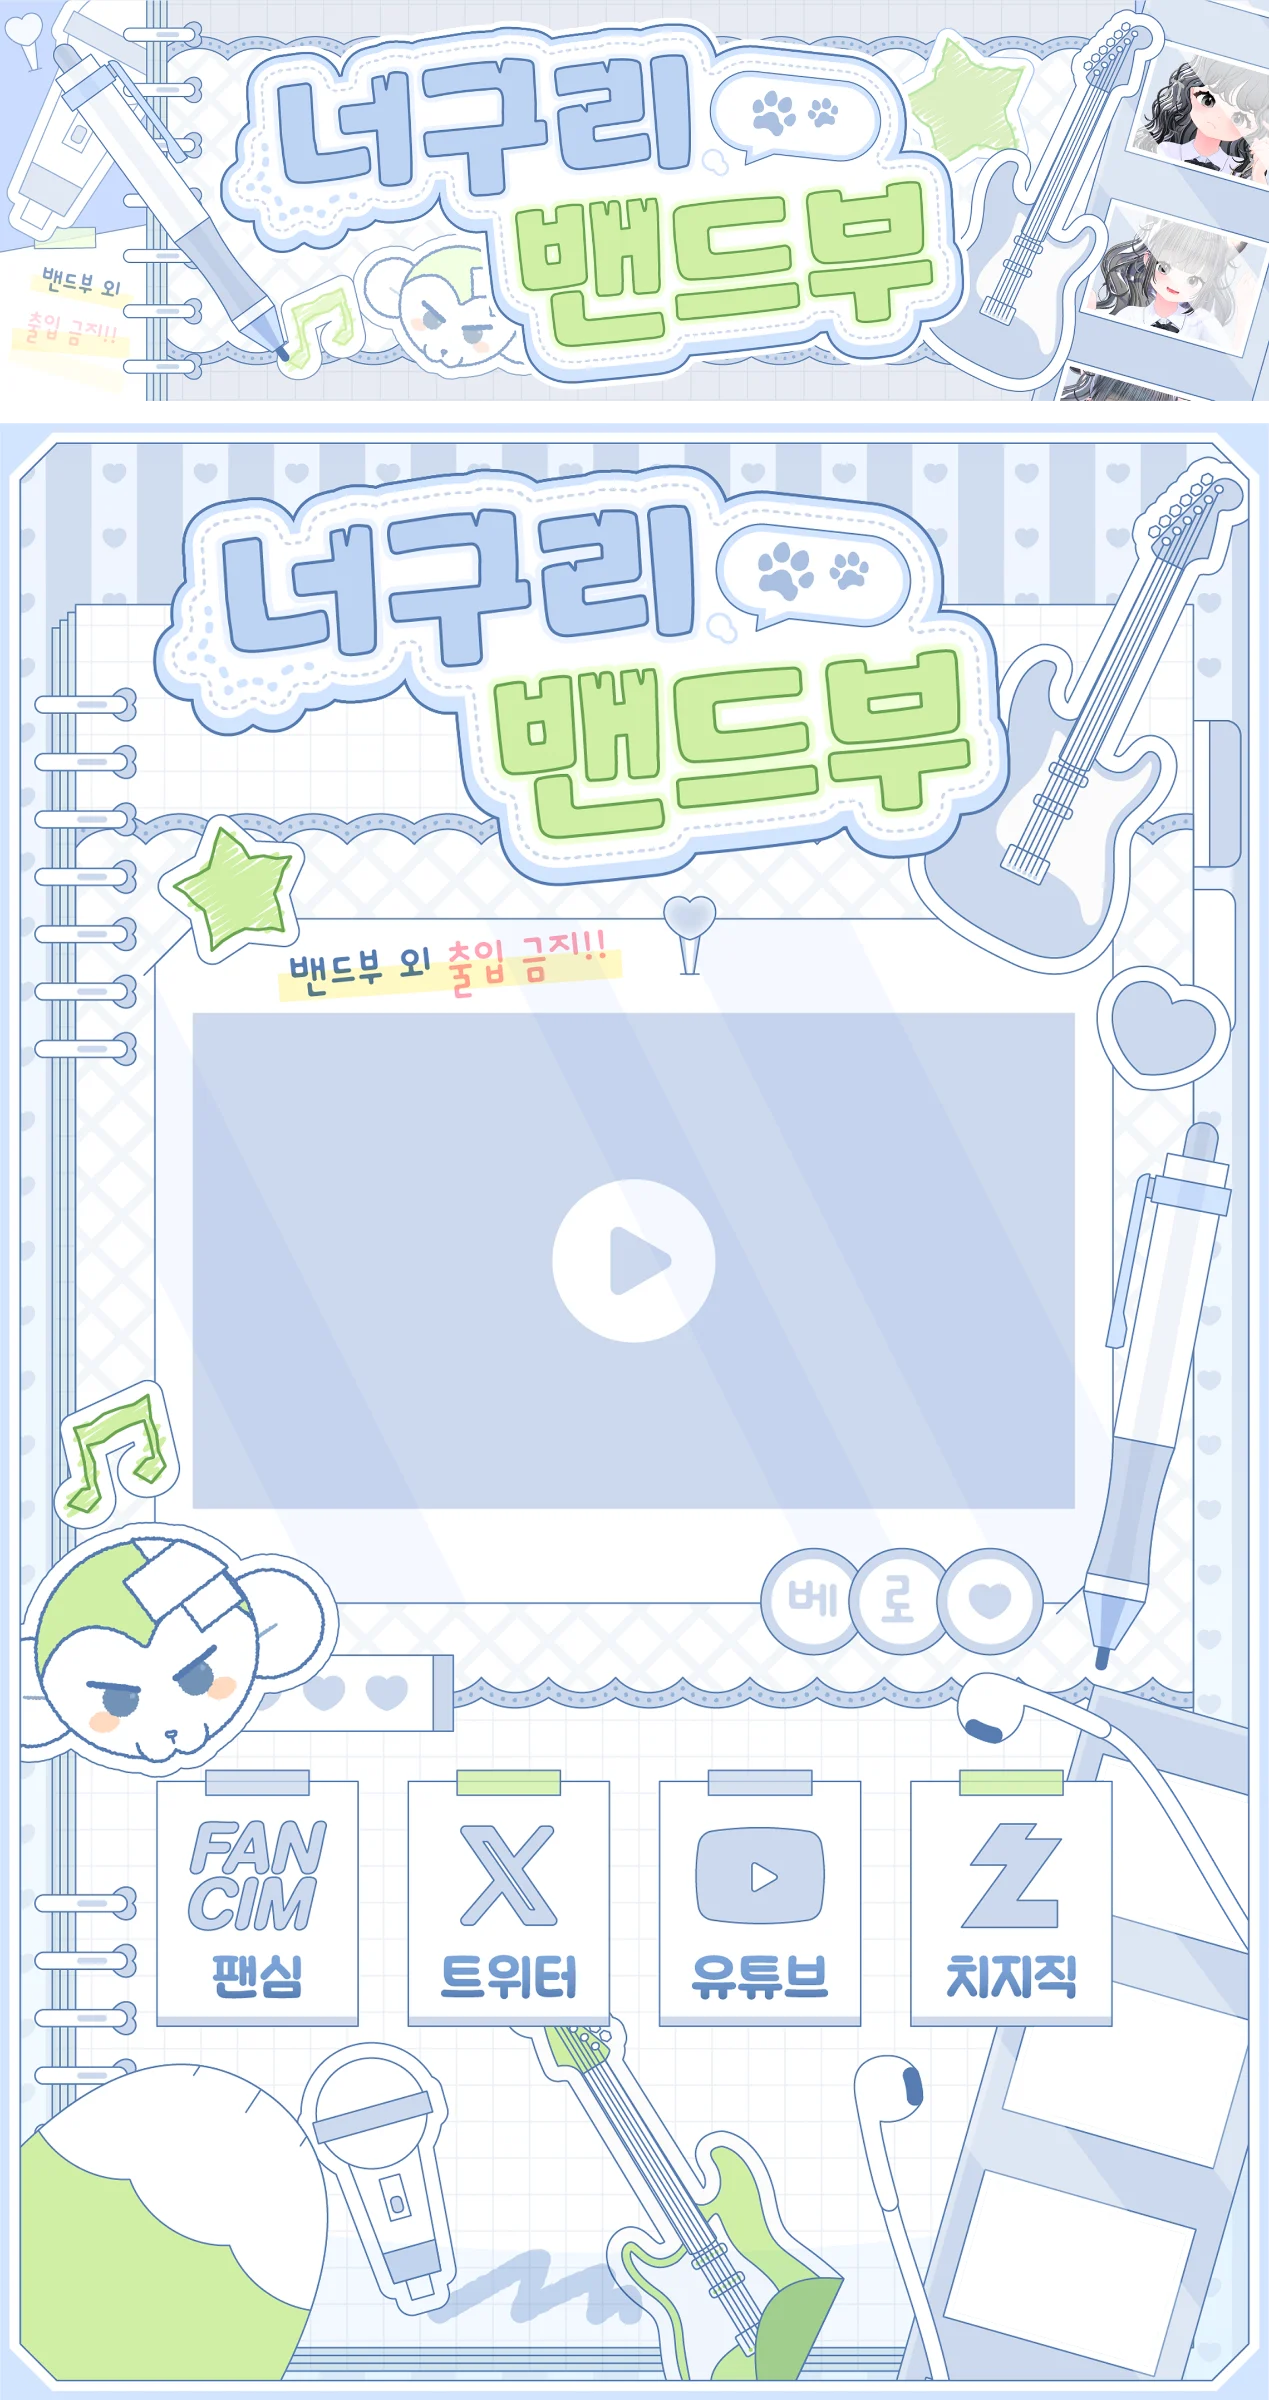 너구리
밴드부
밴드부 외
출입 금지!!
너구리
밴드부
밴드부 외 출입 금지!!
베 로
FAN
CIM
팬심
트위터
유튜브
치지직